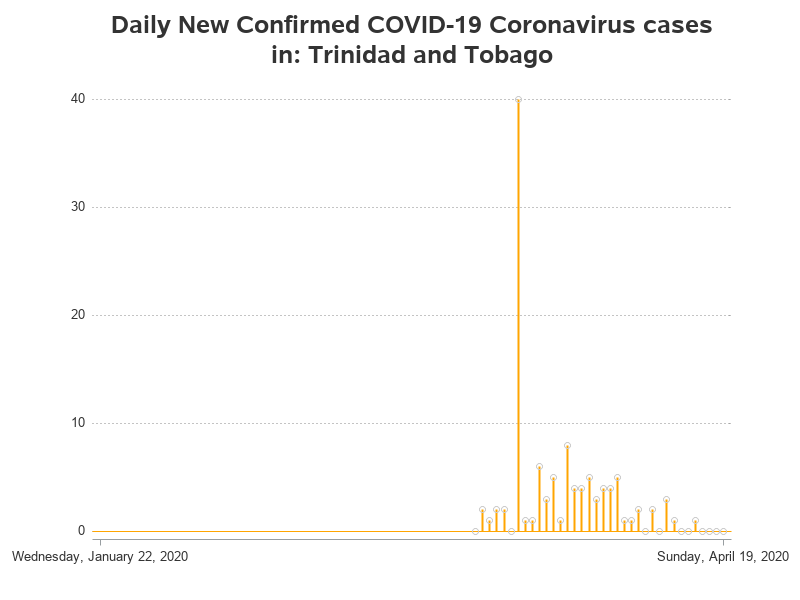 Daily New Confirmed COVID-19 Coronavirus cases
in: Trinidad and Tobago
40
30
20
10
0
Wednesday, January 22, 2020
Sunday, April 19, 2020